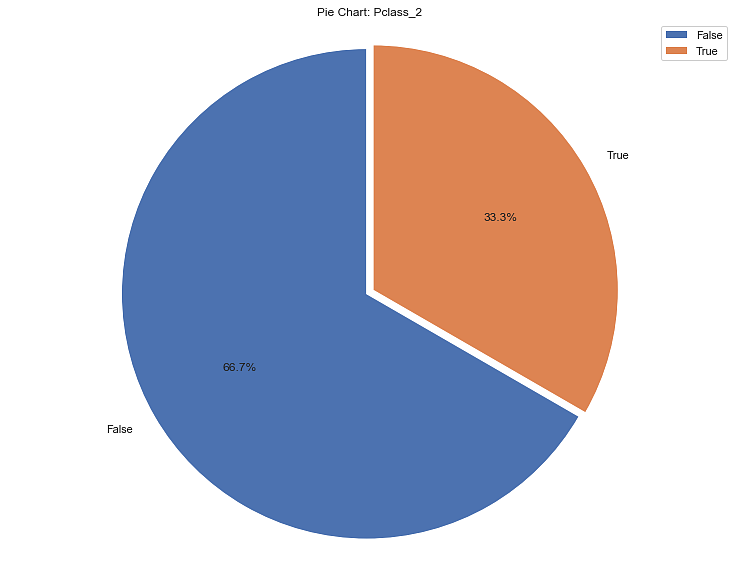 Pie Chart: Pclass_2
False
True
True
33.3%
66.7%
False